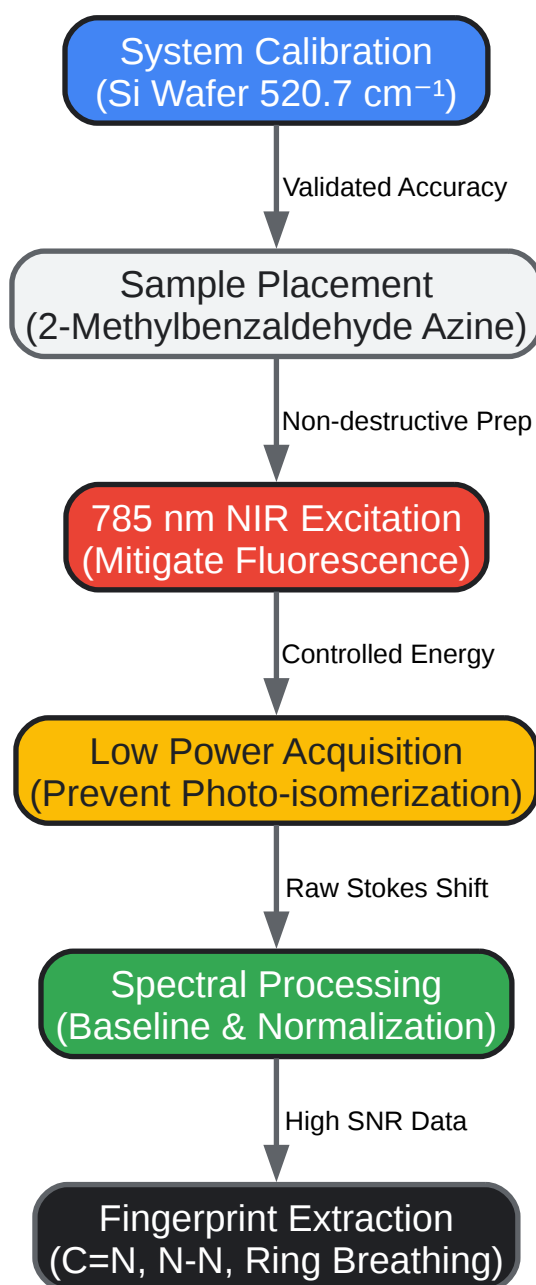 System Calibration
(Si Wafer 520.7 cm⁻¹)
Validated Accuracy
Sample Placement
(2-Methylbenzaldehyde Azine)
Non-destructive Prep
785 nm NIR Excitation
(Mitigate Fluorescence)
Controlled Energy
Low Power Acquisition
(Prevent Photo-isomerization)
Raw Stokes Shift
Spectral Processing
(Baseline & Normalization)
High SNR Data
Fingerprint Extraction
(C=N, N-N, Ring Breathing)